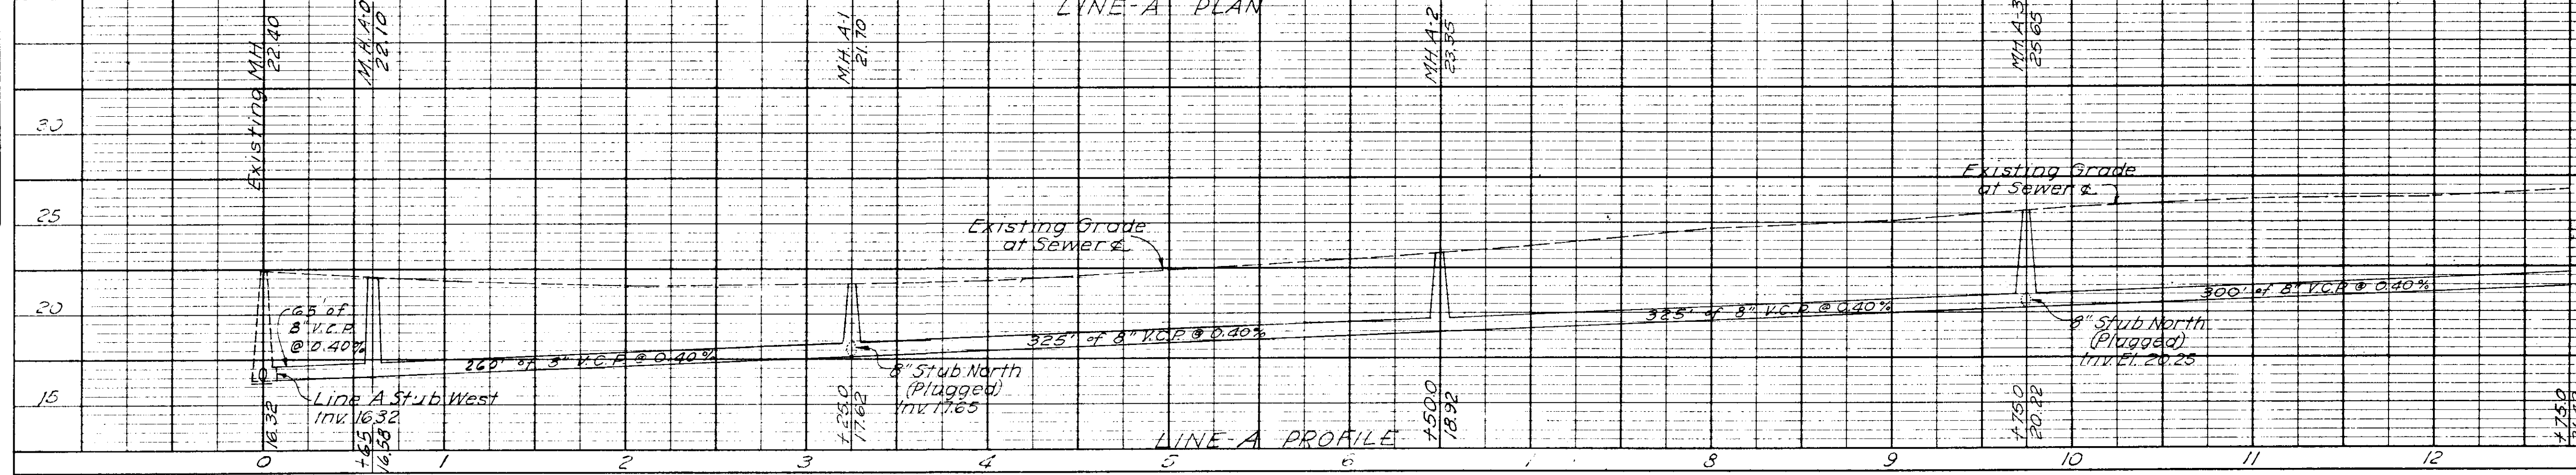 LINE-A PLAN
Existing MH
22.40
M.H. A-0
22.10
M.H. A-1
21.70
MH A-2
23.35
M.H. A-3
25.65
30
25
20
15
Existing Grade
at Sewer ℄
Existing Grade
at Sewer ℄
65' of
8" V.C.P.
@ 0.40%
260' of 8" V.C.P. @ 0.40%
325' of 8" V.C.P. @ 0.40%
325' of 8" V.C.P. @ 0.40%
300' of 8" V.C.P. @ 0.40%
Line A Stub West
Inv. 16.32
8" Stub North
(Plugged)
Inv. 17.65
8" Stub North
(Plugged)
Inv. El. 20.25
16.32
+65
16.58
+25.0
17.62
+50.0
18.92
+75.0
20.22
+75.0
LINE-A PROFILE
0 1 2 3 4 5 6 8 9 10 11 12